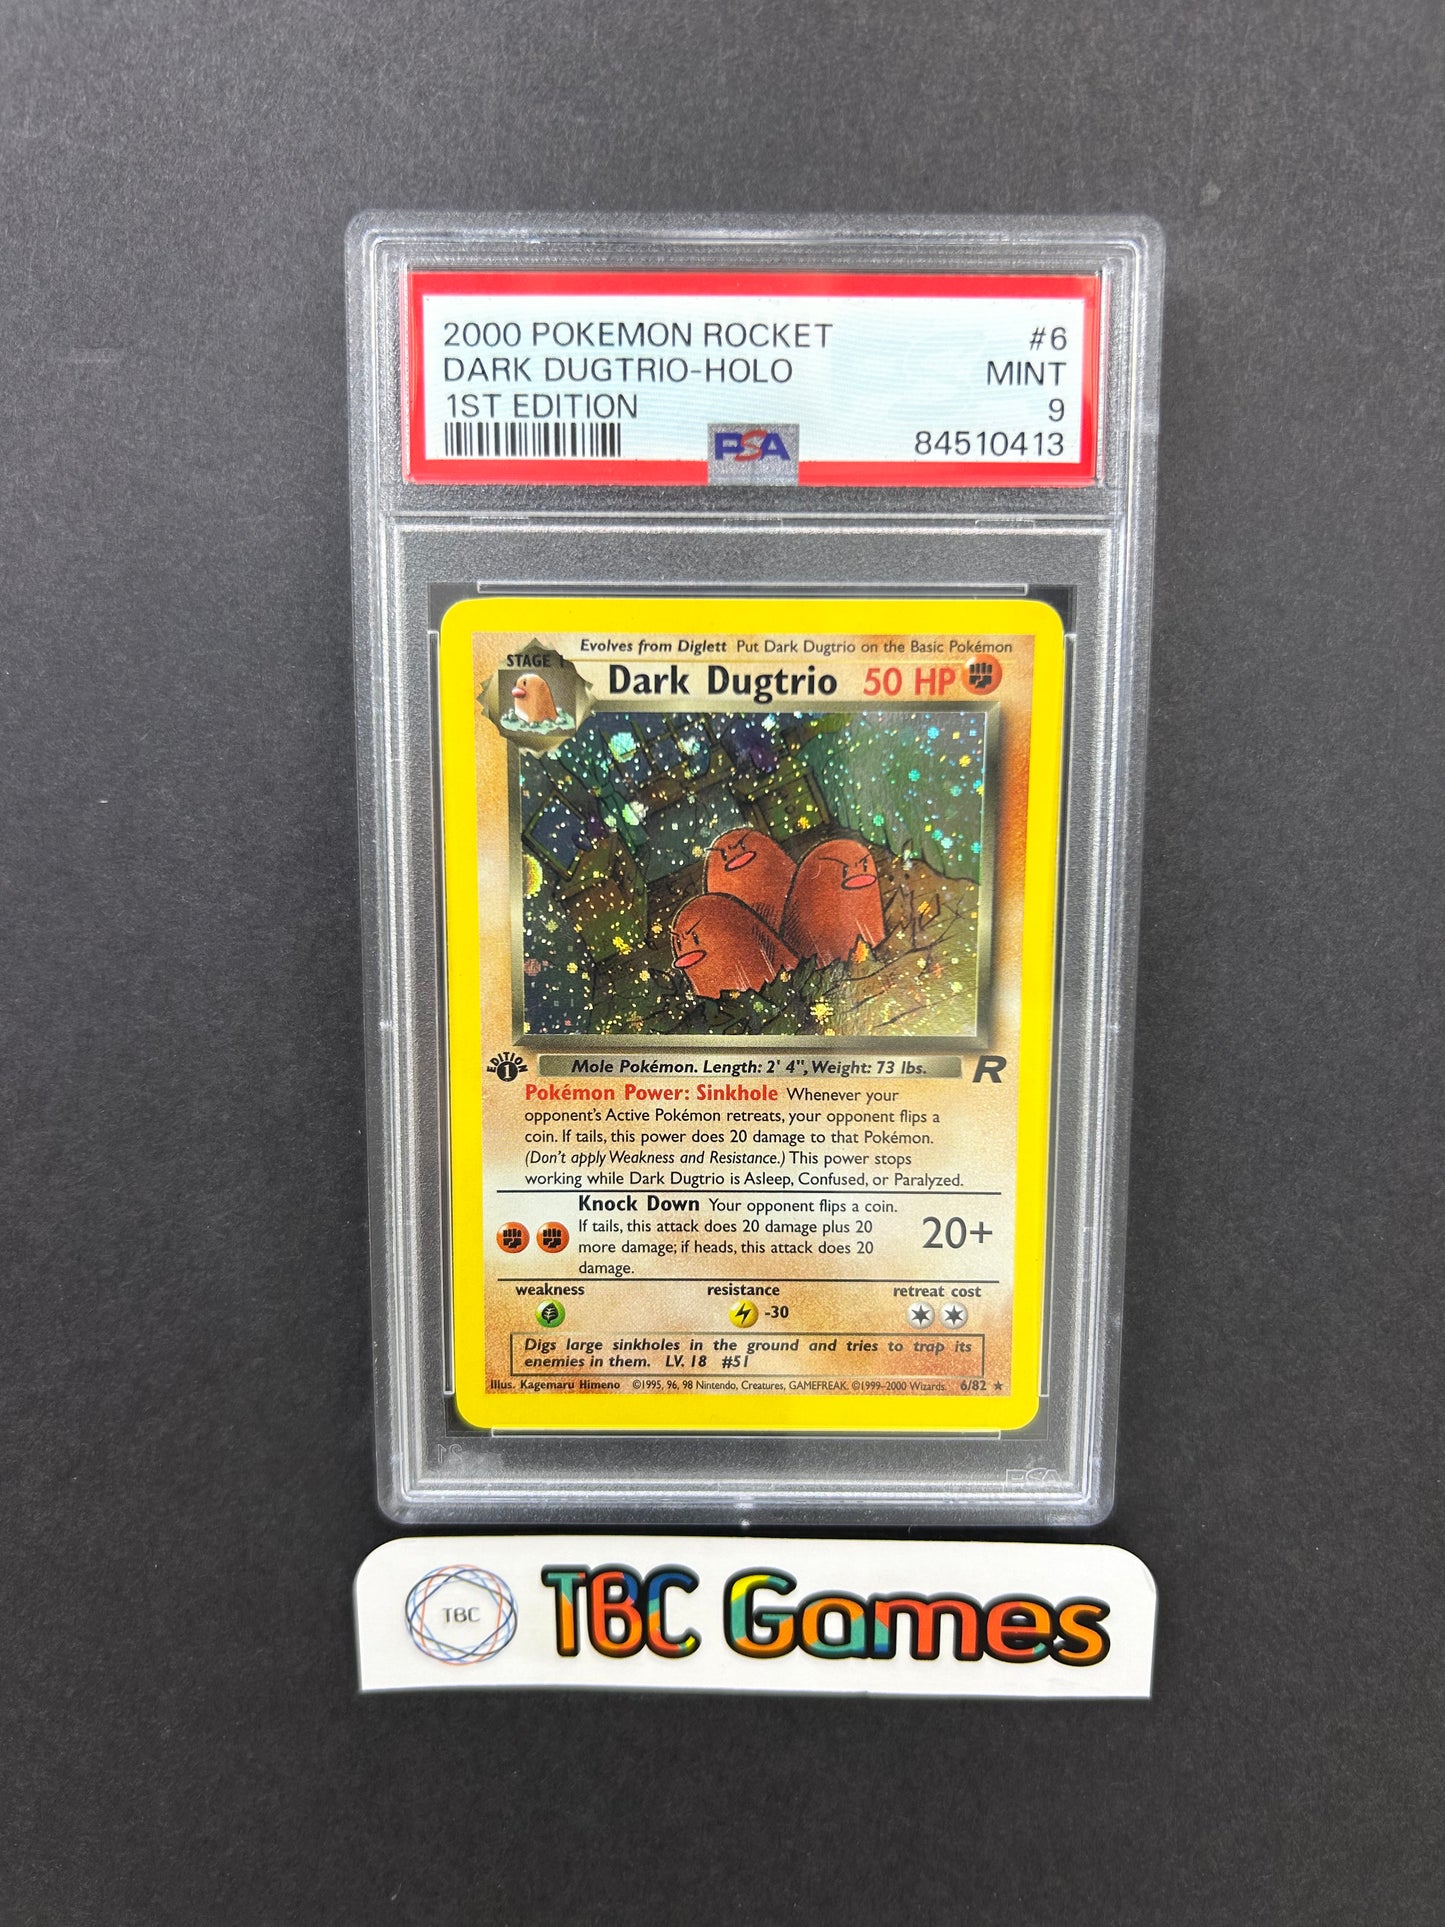 2000 POKEMON ROCKET #6
DARK DUGTRIO-HOLO MINT
1ST EDITION 9
PSA 84510413
Evolves from Diglett Put Dark Dugtrio on the Basic Pokémon
STAGE 1
Dark Dugtrio 50 HP
EDITION 1
Mole Pokémon. Length: 2' 4", Weight: 73 lbs.
R
Pokémon Power: Sinkhole Whenever your
opponent's Active Pokémon retreats, your opponent flips a
coin. If tails, this power does 20 damage to that Pokémon.
(Don't apply Weakness and Resistance.) This power stops
working while Dark Dugtrio is Asleep, Confused, or Paralyzed.
Knock Down Your opponent flips a coin.
If tails, this attack does 20 damage plus 20
more damage; if heads, this attack does 20
damage.
20+
weakness resistance retreat cost
-30
Digs large sinkholes in the ground and tries to trap its
enemies in them. LV. 18 #51
Illus. Kagemaru Himeno ©1995, 96, 98 Nintendo, Creatures, GAMEFREAK. ©1999-2000 Wizards. 6/82 ★
PSA
TBC TBC Games